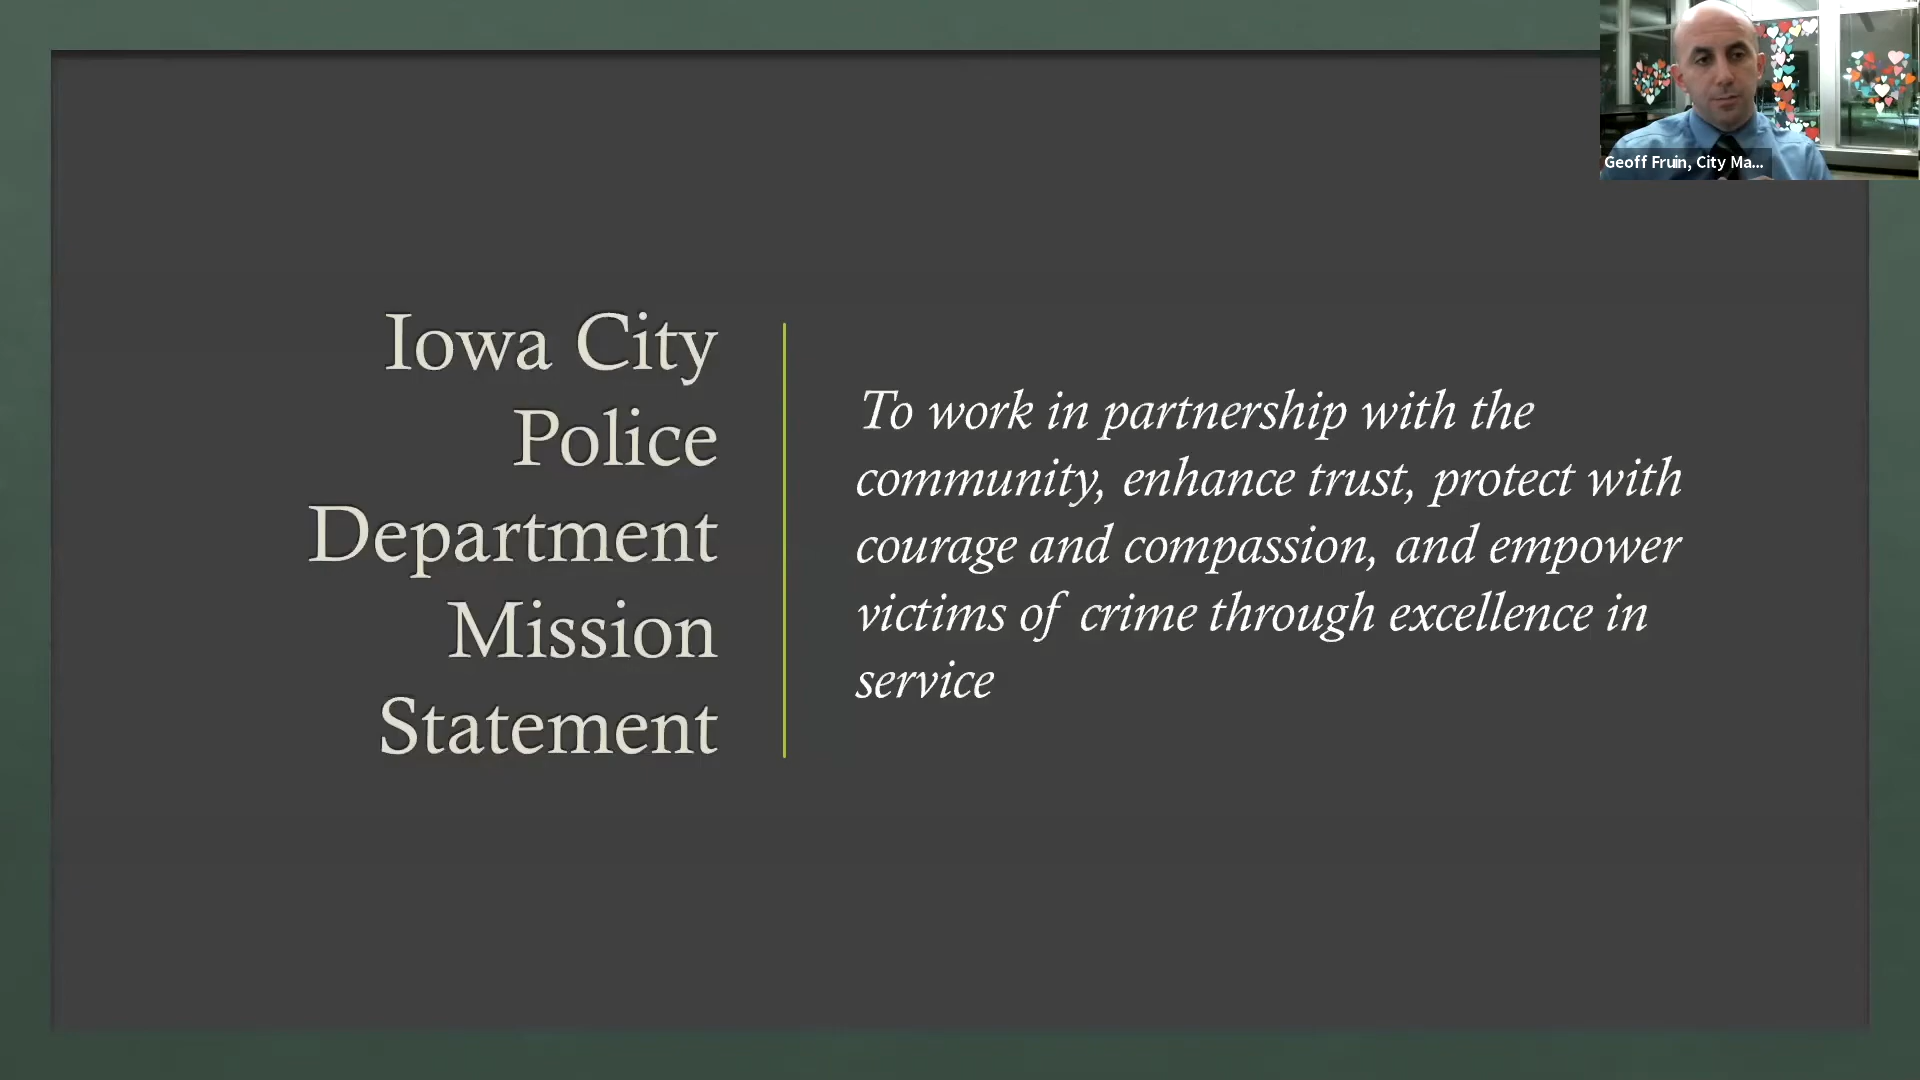 Geoff Fruin, City Ma...
Iowa City
Police
Department
Mission
Statement
To work in partnership with the
community, enhance trust, protect with
courage and compassion, and empower
victims of crime through excellence in
service